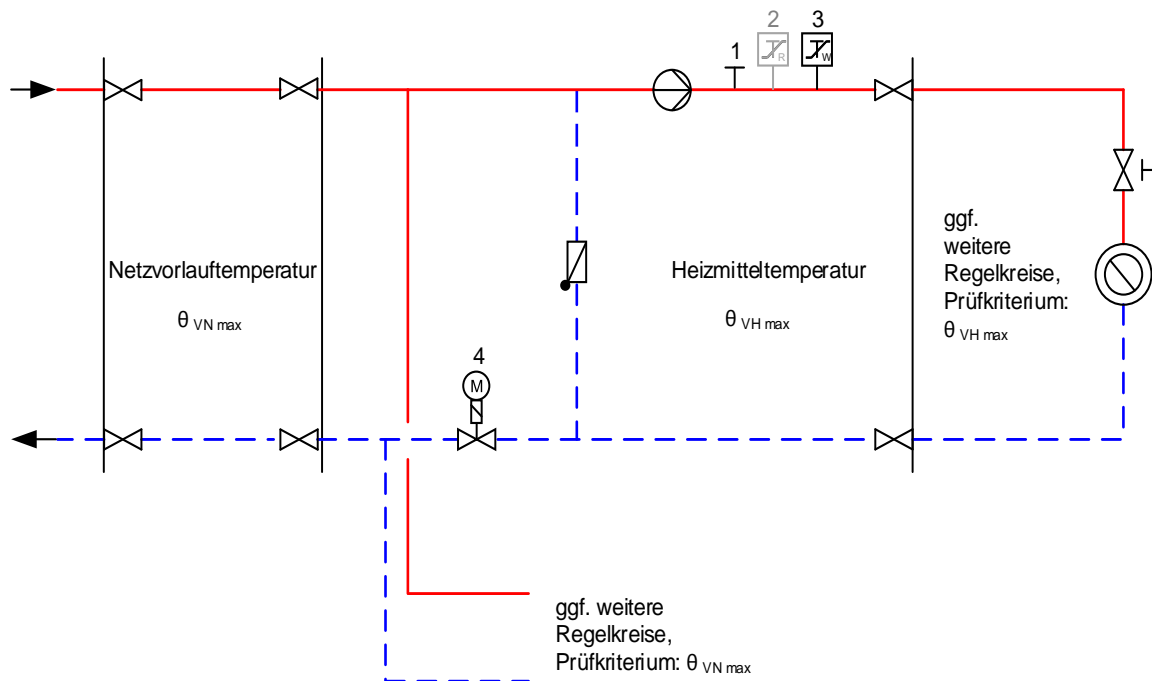 1
2
3
R
W
Netzvorlauftemperatur
θ VN max
Heizmitteltemperatur
θ VH max
ggf.
weitere
Regelkreise,
Prüfkriterium:
θ VH max
4
M
ggf. weitere
Regelkreise,
Prüfkriterium: θ VN max